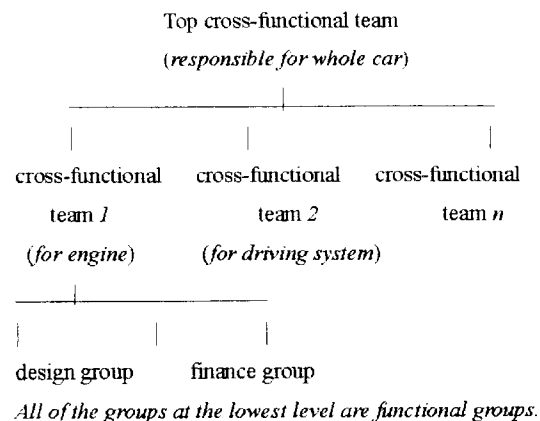 Top cross-functional team
(responsible for whole car)
cross-functional cross-functional cross-functional
team 1 team 2 team n
(for engine) (for driving system)
design group finance group
All of the groups at the lowest level are functional groups.